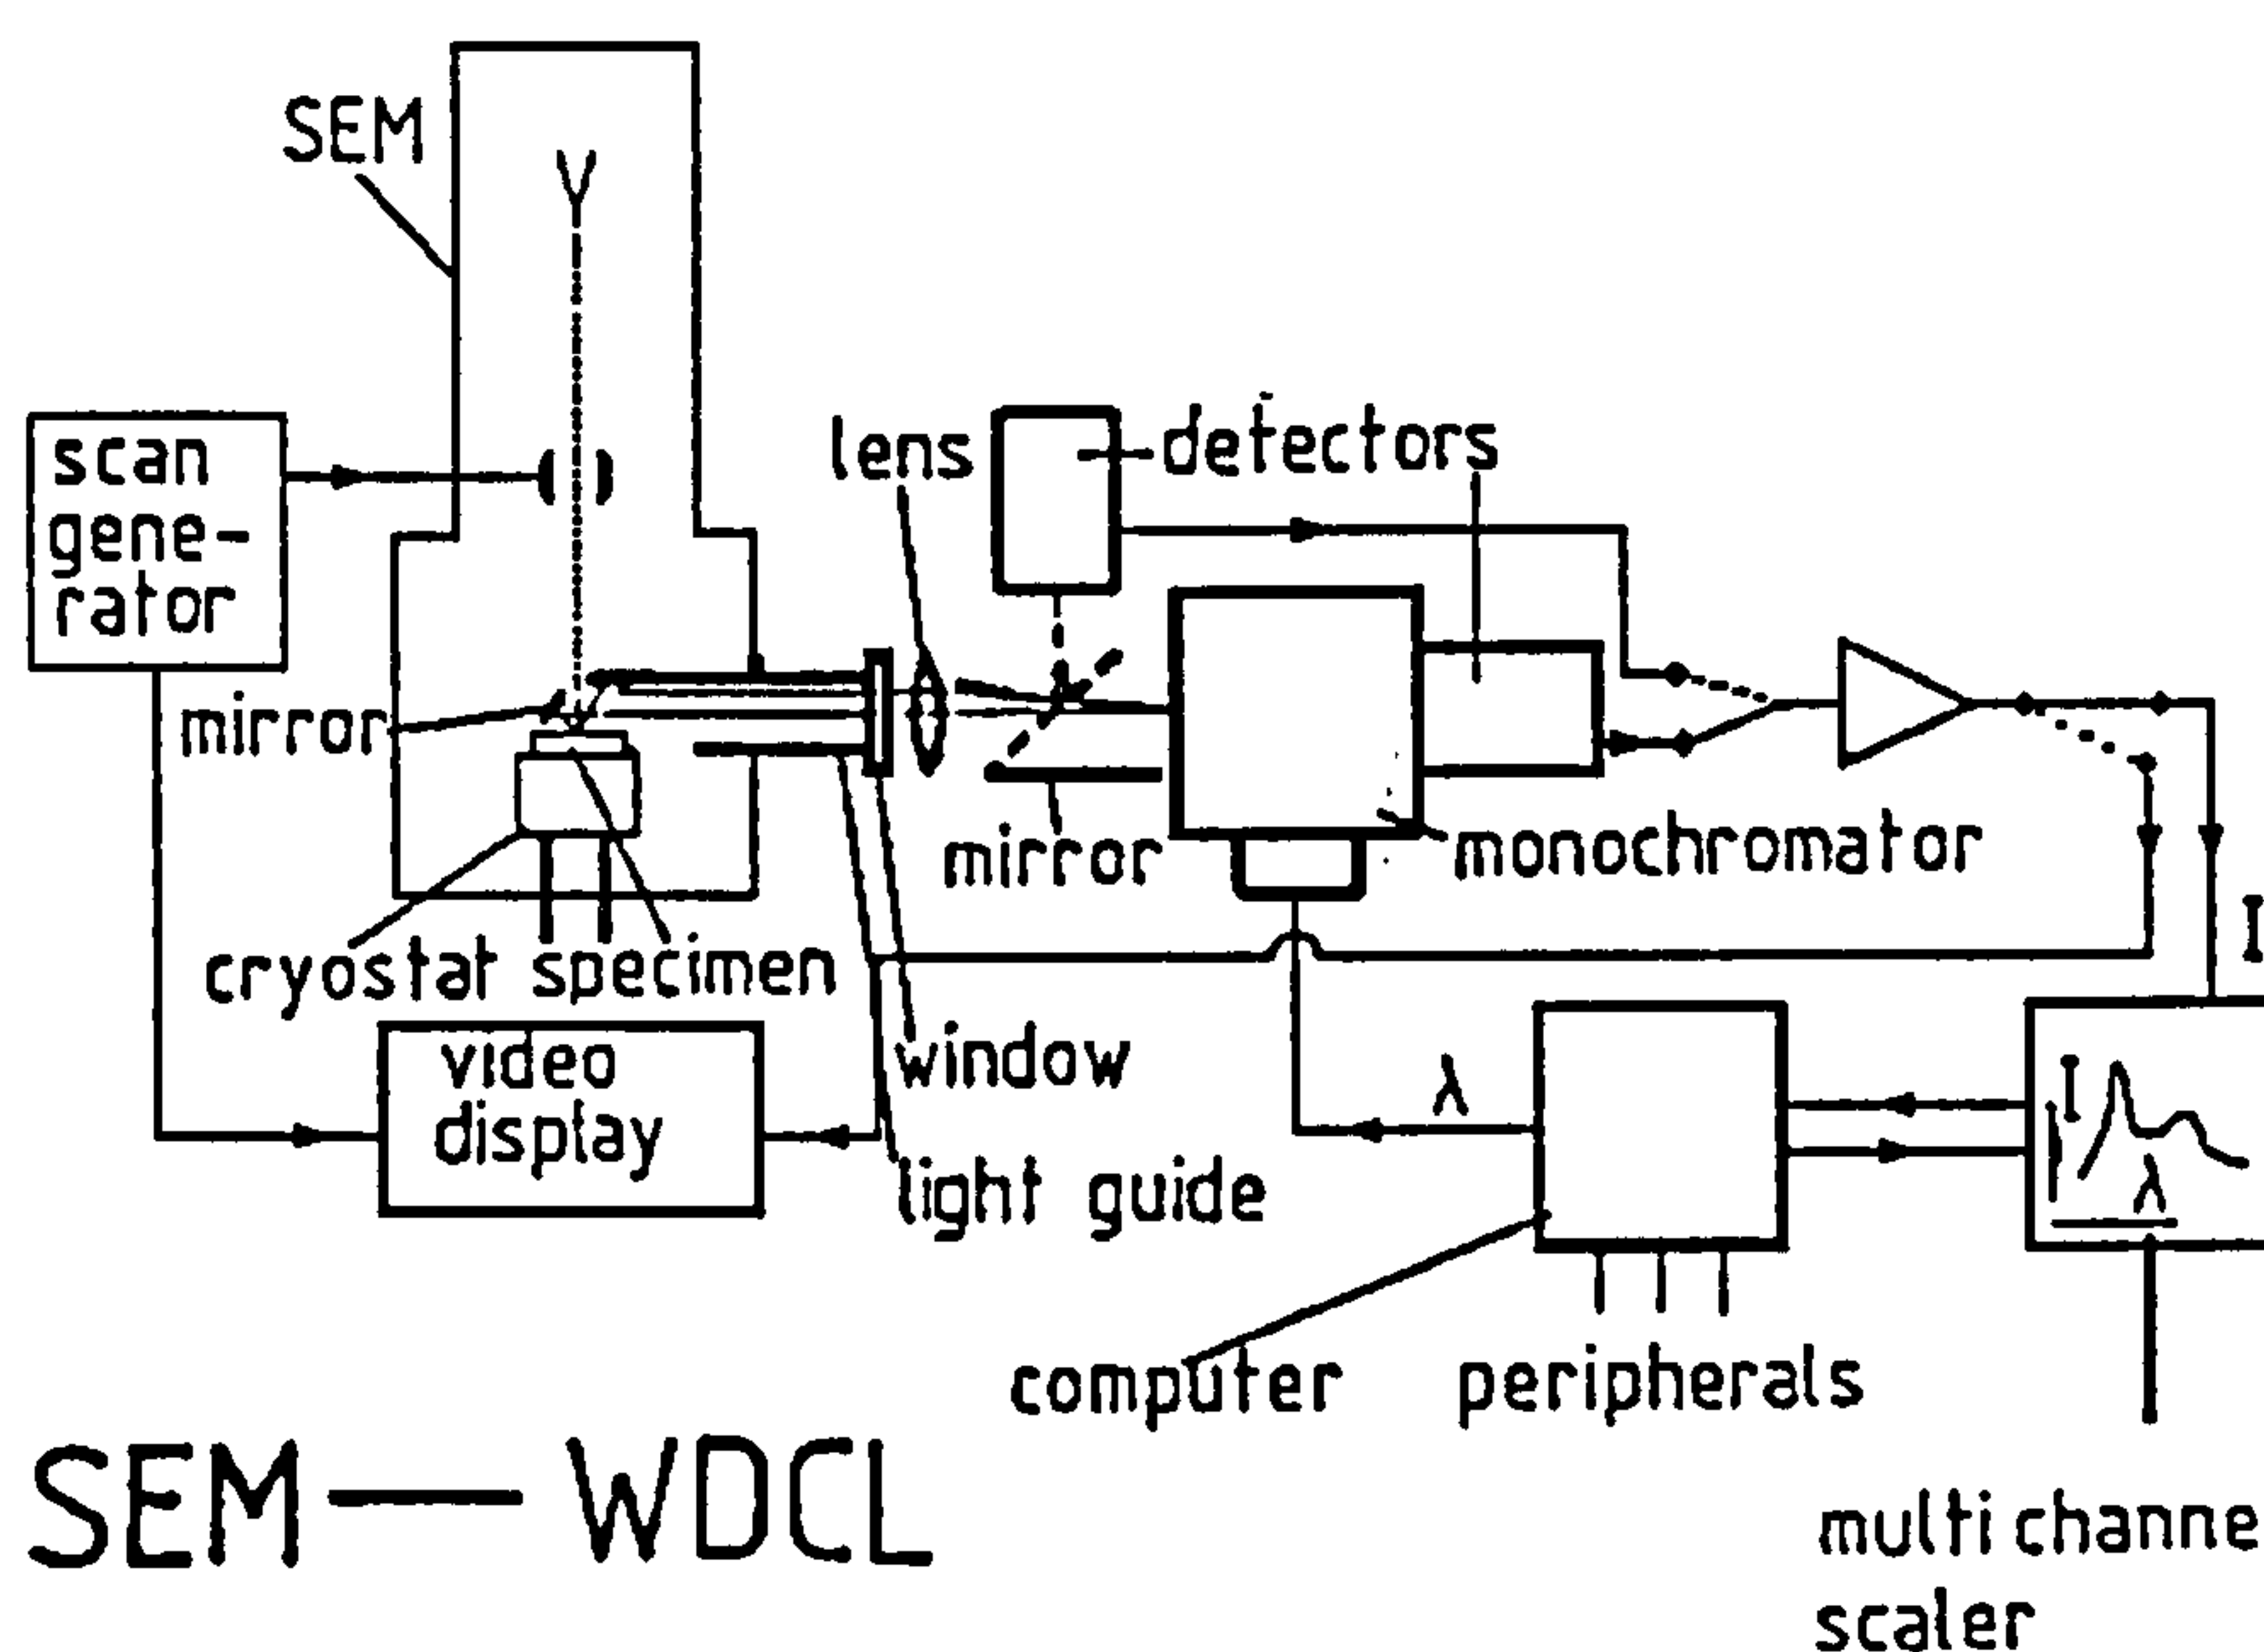 SEM
scan
gene-
rator
lens
detectors
mirror
mirror
monochromator
cryostat
specimen
I
video
display
window
light guide
λ
I
λ
computer
peripherals
SEM — WDCL
multi channe
scaler